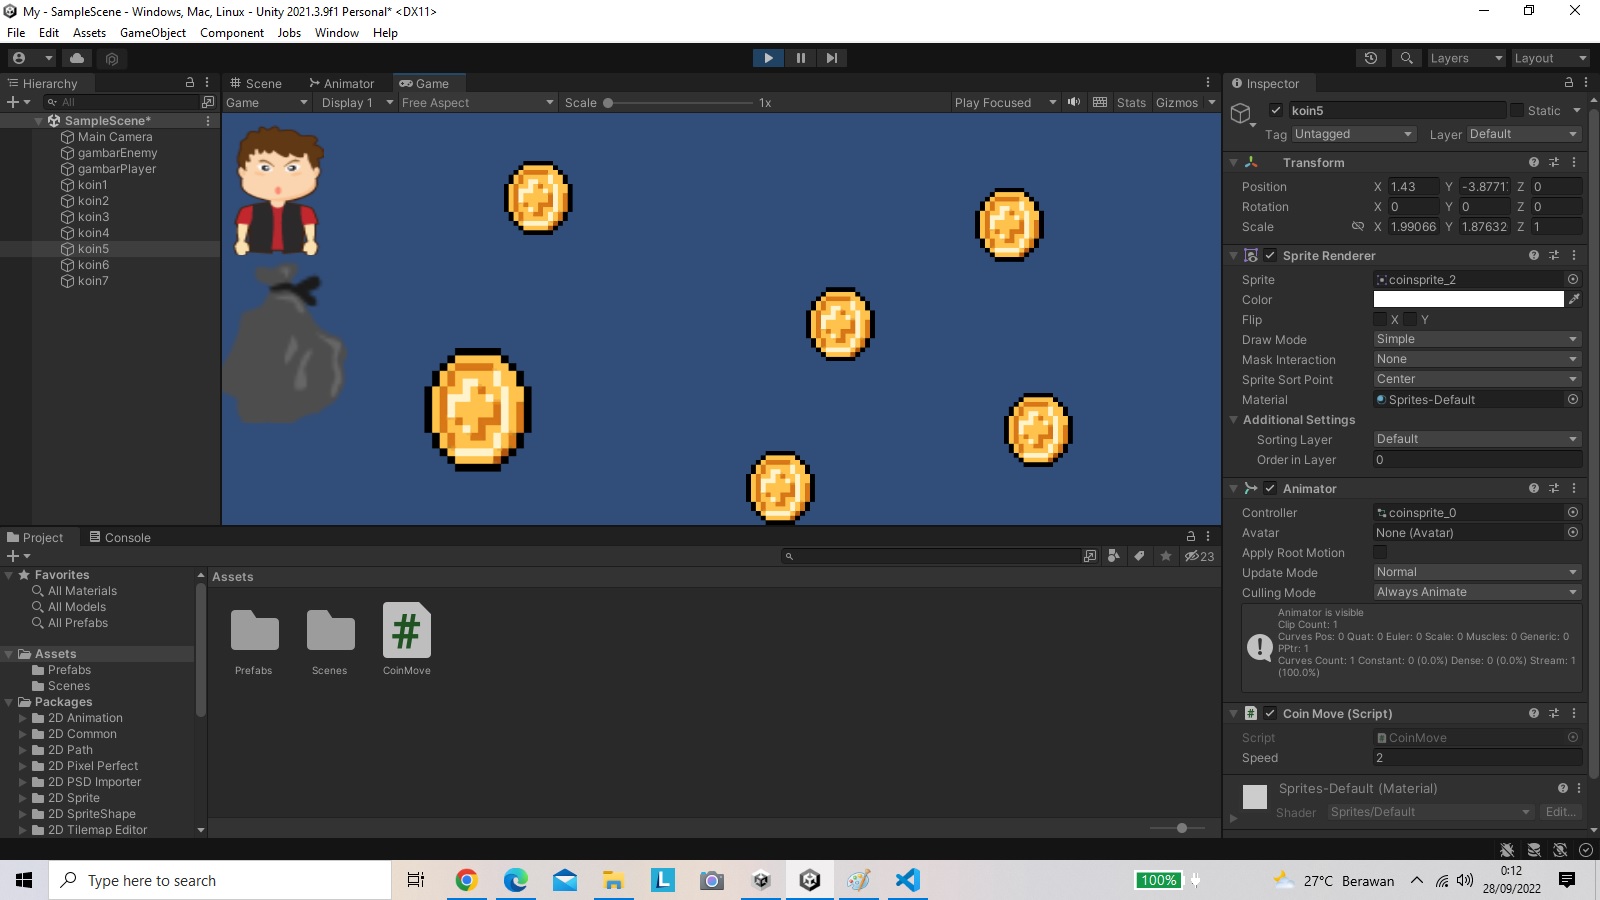 My - SampleScene - Windows, Mac, Linux - Unity 2021.3.9f1 Personal* <DX11>
File Edit Assets GameObject Component Jobs Window Help
Layers Layout
Hierarchy
All
SampleScene*
Main Camera
gambarEnemy
gambarPlayer
koin1
koin2
koin3
koin4
koin5
koin6
koin7
Scene Animator Game
Game Display 1 Free Aspect Scale 1x Play Focused Stats Gizmos
Inspector
koin5 Static
Tag Untagged Layer Default
Transform
Position X 1.43 Y -3.8771 Z 0
Rotation X 0 Y 0 Z 0
Scale X 1.99066 Y 1.87632 Z 1
Sprite Renderer
Sprite coinsprite_2
Color
Flip X Y
Draw Mode Simple
Mask Interaction None
Sprite Sort Point Center
Material Sprites-Default
Additional Settings
Sorting Layer Default
Order in Layer 0
Animator
Controller coinsprite_0
Avatar None (Avatar)
Apply Root Motion
Update Mode Normal
Culling Mode Always Animate
Animator is visible
Clip Count: 1
Curves Pos: 0 Quat: 0 Euler: 0 Scale: 0 Muscles: 0 Generic: 0
PPtr: 1
Curves Count: 1 Constant: 0 (0.0%) Dense: 0 (0.0%) Stream: 1
(100.0%)
Coin Move (Script)
Script CoinMove
Speed 2
Sprites-Default (Material)
Shader Sprites/Default Edit...
Project Console
23
Favorites
All Materials
All Models
All Prefabs
Assets
Prefabs
Scenes
Packages
2D Animation
2D Common
2D Path
2D Pixel Perfect
2D PSD Importer
2D Sprite
2D SpriteShape
2D Tilemap Editor
Assets
Prefabs Scenes CoinMove
Type here to search
L
100%
27°C Berawan
0:12
28/09/2022